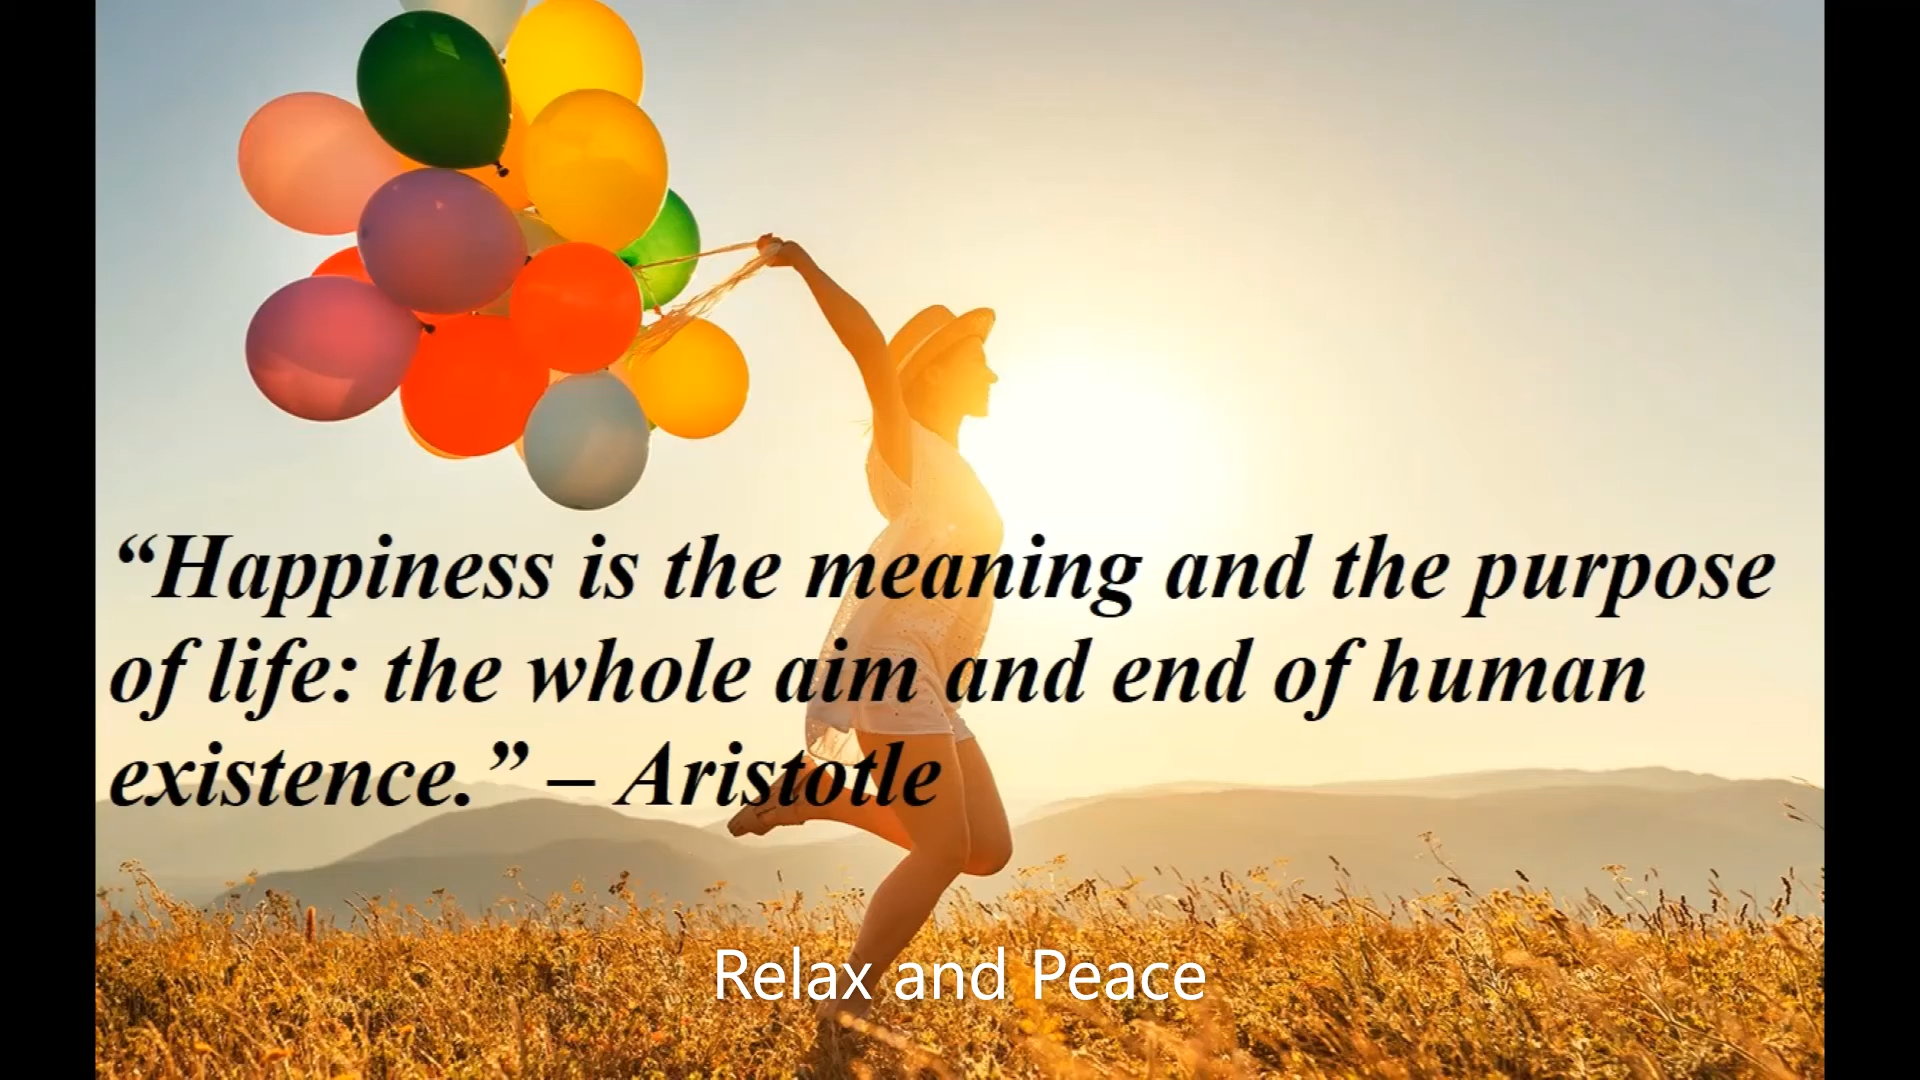 “Happiness is the meaning and the purpose
of life: the whole aim and end of human
existence.” – Aristotle
Relax and Peace